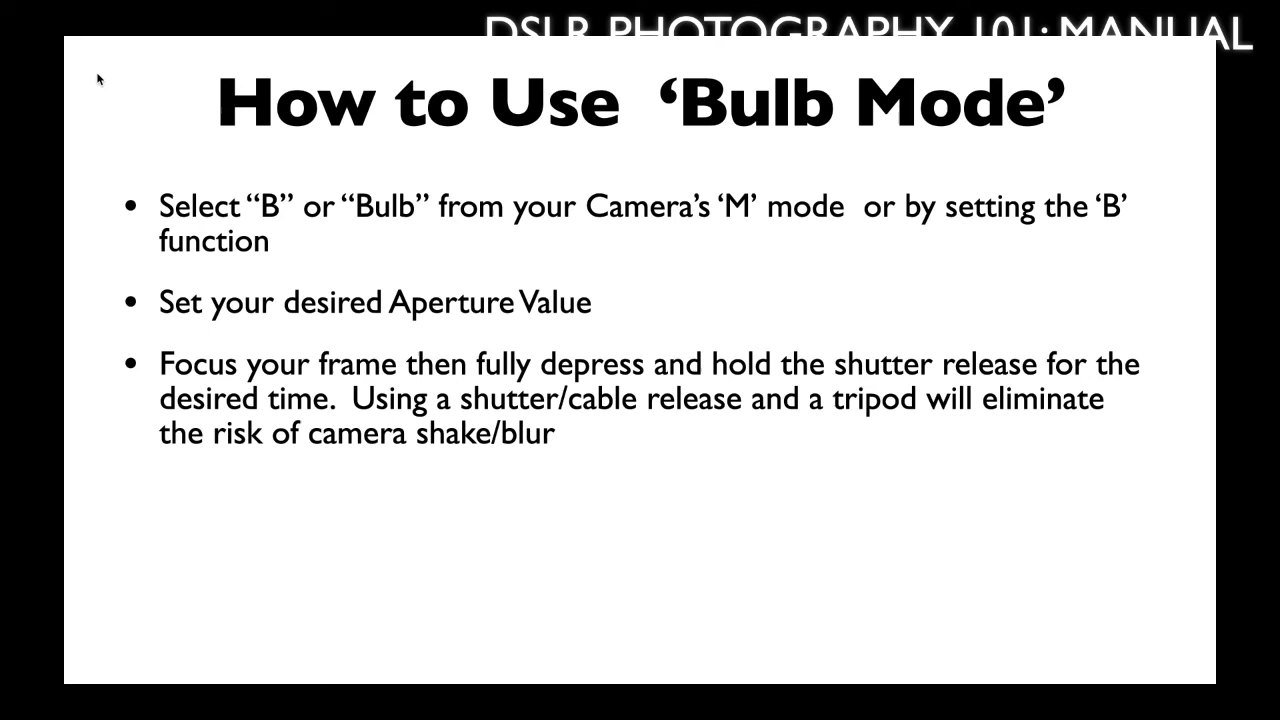 DSLR PHOTOGRAPHY 101: MANUAL
How to Use ‘Bulb Mode’
• Select “B” or “Bulb” from your Camera’s ‘M’ mode or by setting the ‘B’
function
• Set your desired Aperture Value
• Focus your frame then fully depress and hold the shutter release for the
desired time. Using a shutter/cable release and a tripod will eliminate
the risk of camera shake/blur